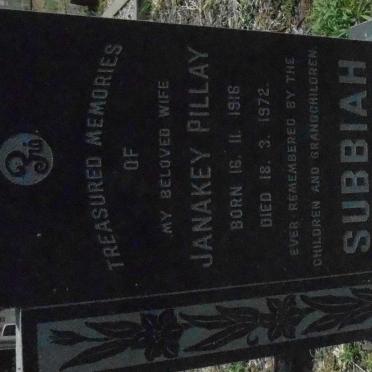 ௐ
TREASURED MEMORIES
OF
MY BELOVED WIFE
JANAKEY PILLAY
BORN 16. 11. 1916
DIED 18. 3. 1972.
EVER REMEMBERED BY THE
CHILDREN AND GRANDCHILDREN.
SUBBIAH